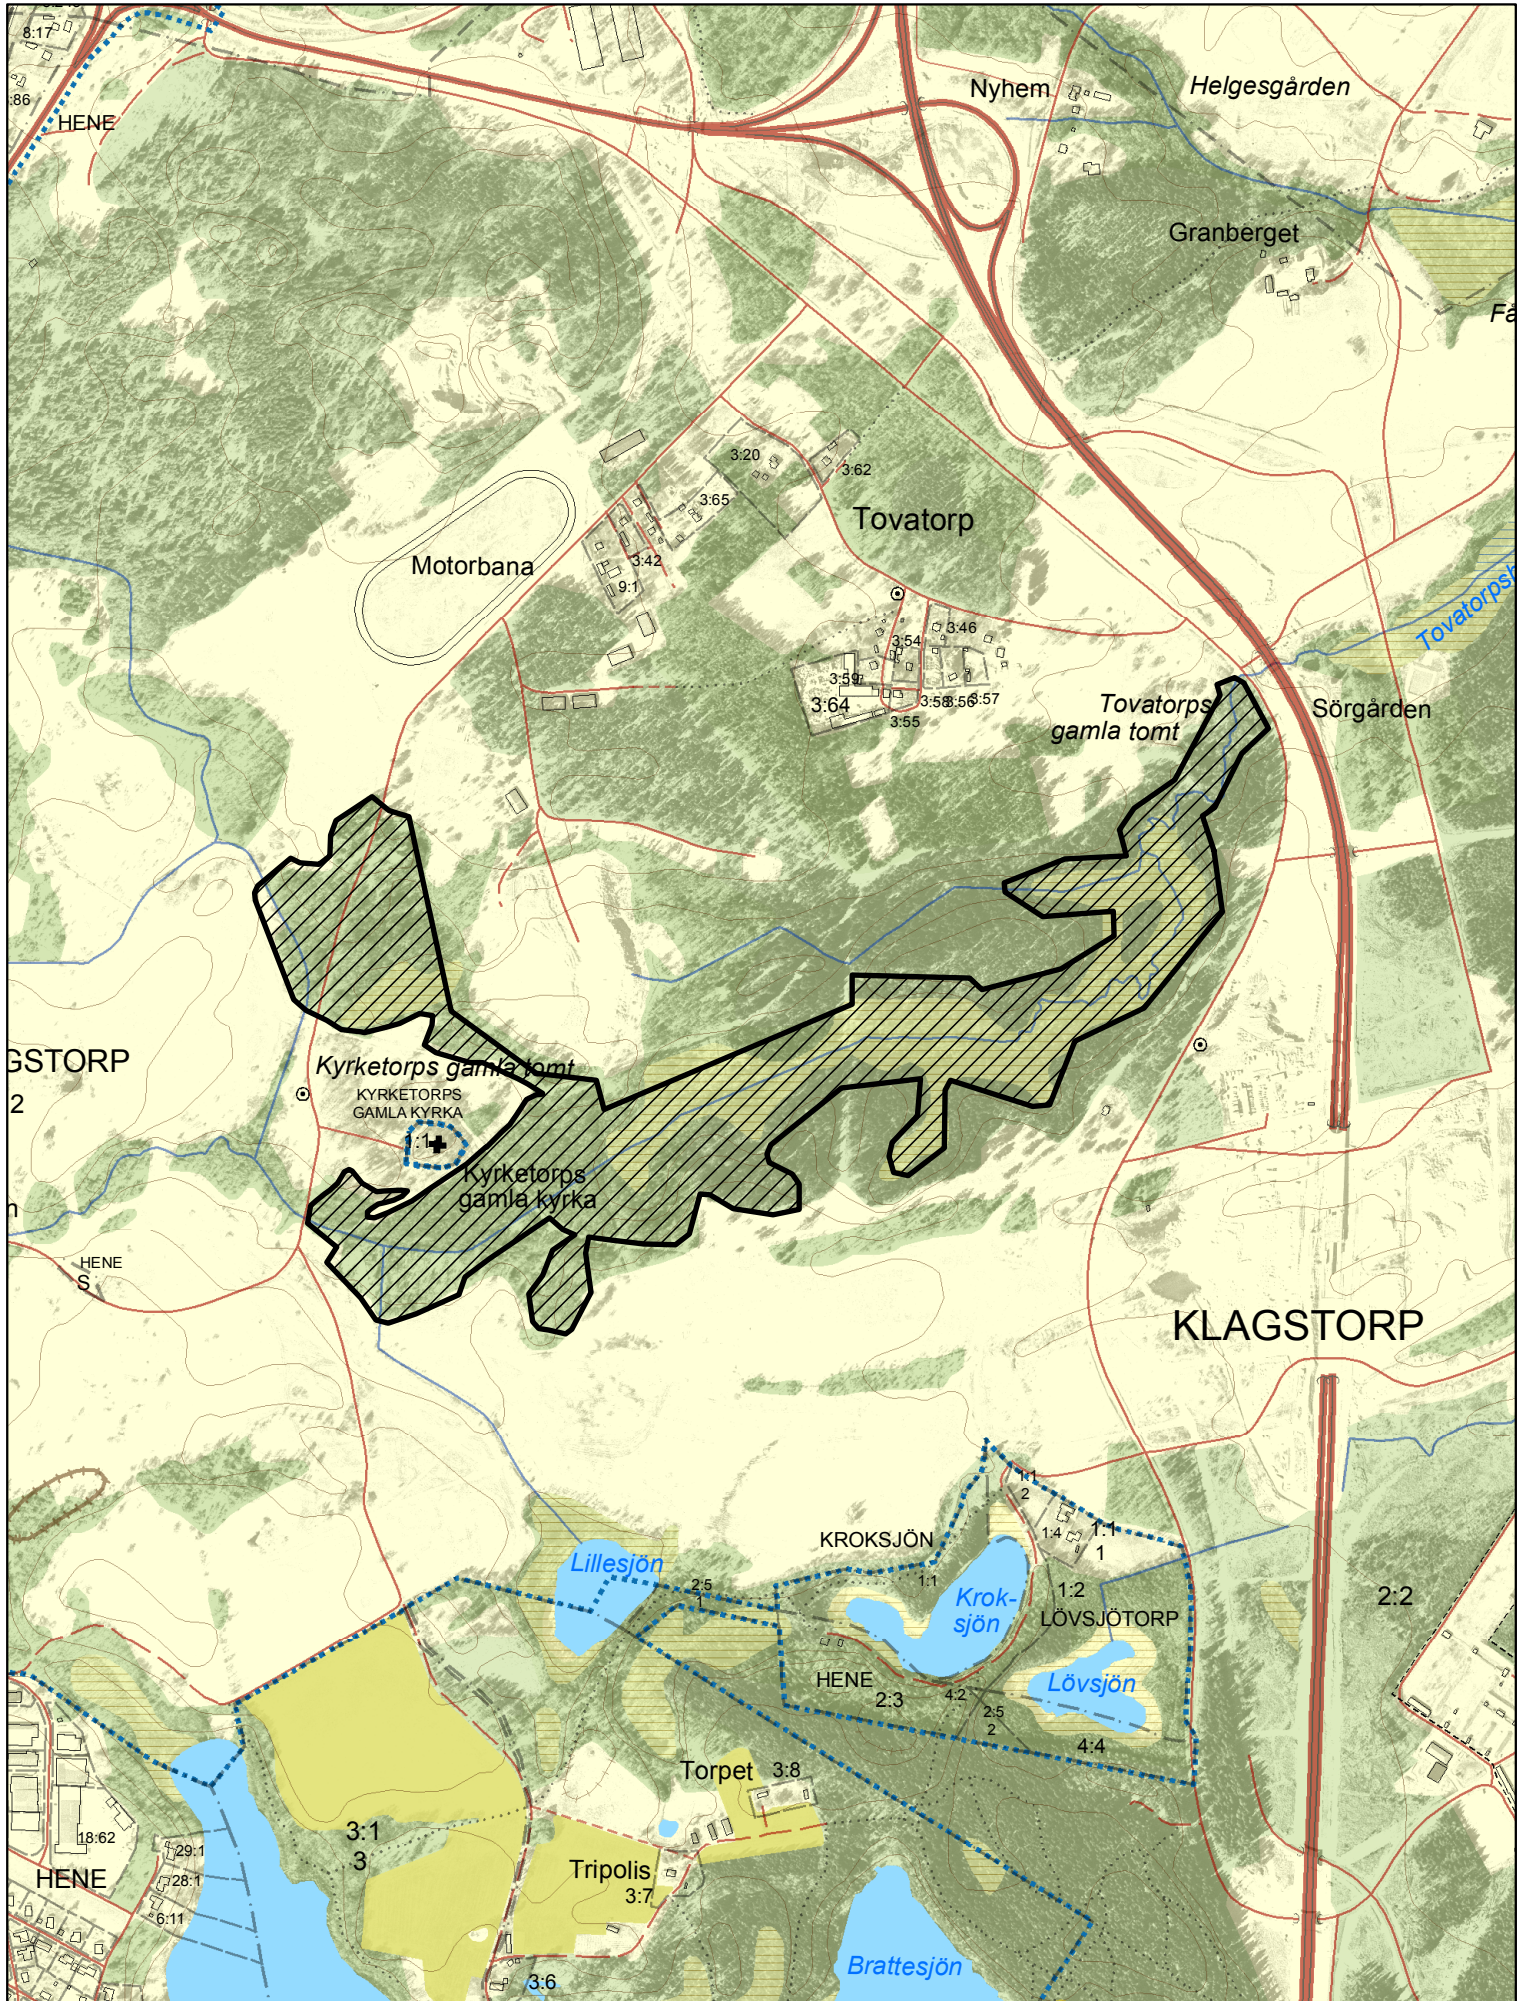 8:17
:86
HENE
Nyhem
Helgesgården
Granberget
Få
3:20
3:62
3:65
Tovatorp
Motorbana
3:42
9:1
3:46
3:54
3:59
3:64
3:58
3:56
3:57
3:55
Tovatorps
gamla tomt
Sörgården
GSTORP
2
Kyrketorps gamla tomt
KYRKETORPS
GAMLA KYRKA
1:1
Kyrketorps
gamla kyrka
n
HENE
S
KLAGSTORP
KROKSJÖN
1:1
2
1:4
1:1
1
Lillesjön
2:5
1
1:1
Krok-
sjön
1:2
LÖVSJÖTORP
2:2
HENE
2:3
4:2
2:5
2
Lövsjön
4:4
Torpet
3:8
3:1
3
18:62
29:1
28:1
6:11
HENE
Tripolis
3:7
3:6
Brattesjön